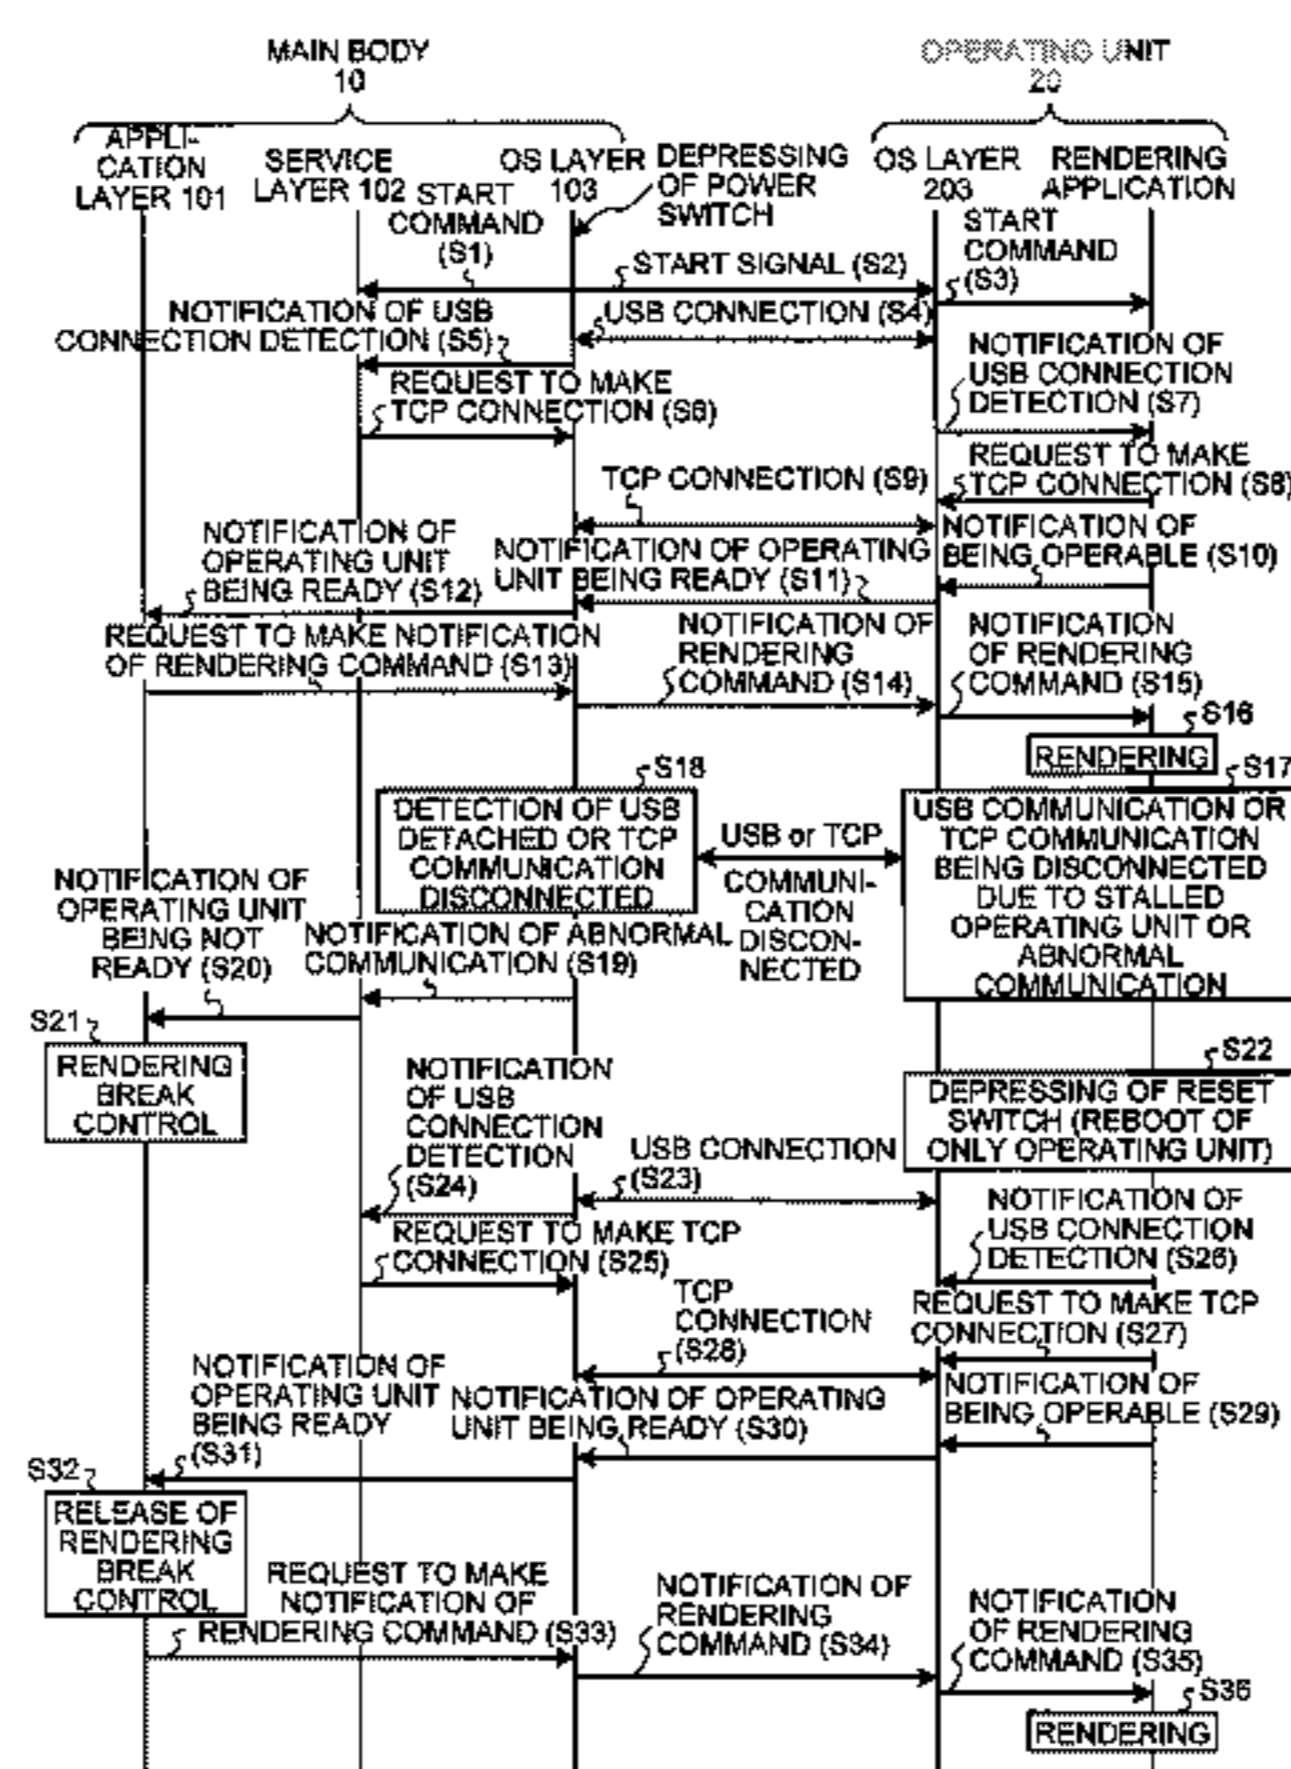 MAIN BODY
10
OPERATING UNIT
20
APPLI-
CATION
LAYER 101
SERVICE
LAYER 102
OS LAYER
103
DEPRESSING
OF POWER
SWITCH
OS LAYER
203
RENDERING
APPLICATION
START
COMMAND
(S1)
START SIGNAL (S2)
START
COMMAND
(S3)
USB CONNECTION (S4)
NOTIFICATION OF USB
CONNECTION DETECTION (S5)
REQUEST TO MAKE
TCP CONNECTION (S6)
NOTIFICATION OF
USB CONNECTION
DETECTION (S7)
REQUEST TO MAKE
TCP CONNECTION (S8)
TCP CONNECTION (S9)
NOTIFICATION OF
BEING OPERABLE (S10)
NOTIFICATION OF OPERATING
UNIT BEING READY (S11)
NOTIFICATION OF
OPERATING UNIT
BEING READY (S12)
REQUEST TO MAKE NOTIFICATION
OF RENDERING COMMAND (S13)
NOTIFICATION OF
RENDERING
COMMAND (S14)
NOTIFICATION
OF RENDERING
COMMAND (S15)
S16
RENDERING
S17
USB COMMUNICATION OR
TCP COMMUNICATION
BEING DISCONNECTED
DUE TO STALLED
OPERATING UNIT OR
ABNORMAL
COMMUNICATION
S18
DETECTION OF USB
DETACHED OR TCP
COMMUNICATION
DISCONNECTED
USB or TCP
COMMUNI-
CATION
DISCON-
NECTED
NOTIFICATION OF ABNORMAL
COMMUNICATION (S19)
NOTIFICATION OF
OPERATING UNIT
BEING NOT
READY (S20)
S21
RENDERING
BREAK
CONTROL
S22
DEPRESSING OF RESET
SWITCH (REBOOT OF
ONLY OPERATING UNIT)
USB CONNECTION
(S23)
NOTIFICATION
OF USB
CONNECTION
DETECTION
(S24)
REQUEST TO MAKE TCP
CONNECTION (S25)
NOTIFICATION OF
USB CONNECTION
DETECTION (S26)
REQUEST TO MAKE TCP
CONNECTION (S27)
TCP
CONNECTION
(S28)
NOTIFICATION OF
BEING OPERABLE (S29)
NOTIFICATION OF OPERATING
UNIT BEING READY (S30)
NOTIFICATION OF
OPERATING UNIT
BEING READY
(S31)
S32
RELEASE OF
RENDERING
BREAK
CONTROL
REQUEST TO MAKE
NOTIFICATION OF
RENDERING COMMAND (S33)
NOTIFICATION OF
RENDERING
COMMAND (S34)
NOTIFICATION
OF RENDERING
COMMAND (S35)
S36
RENDERING